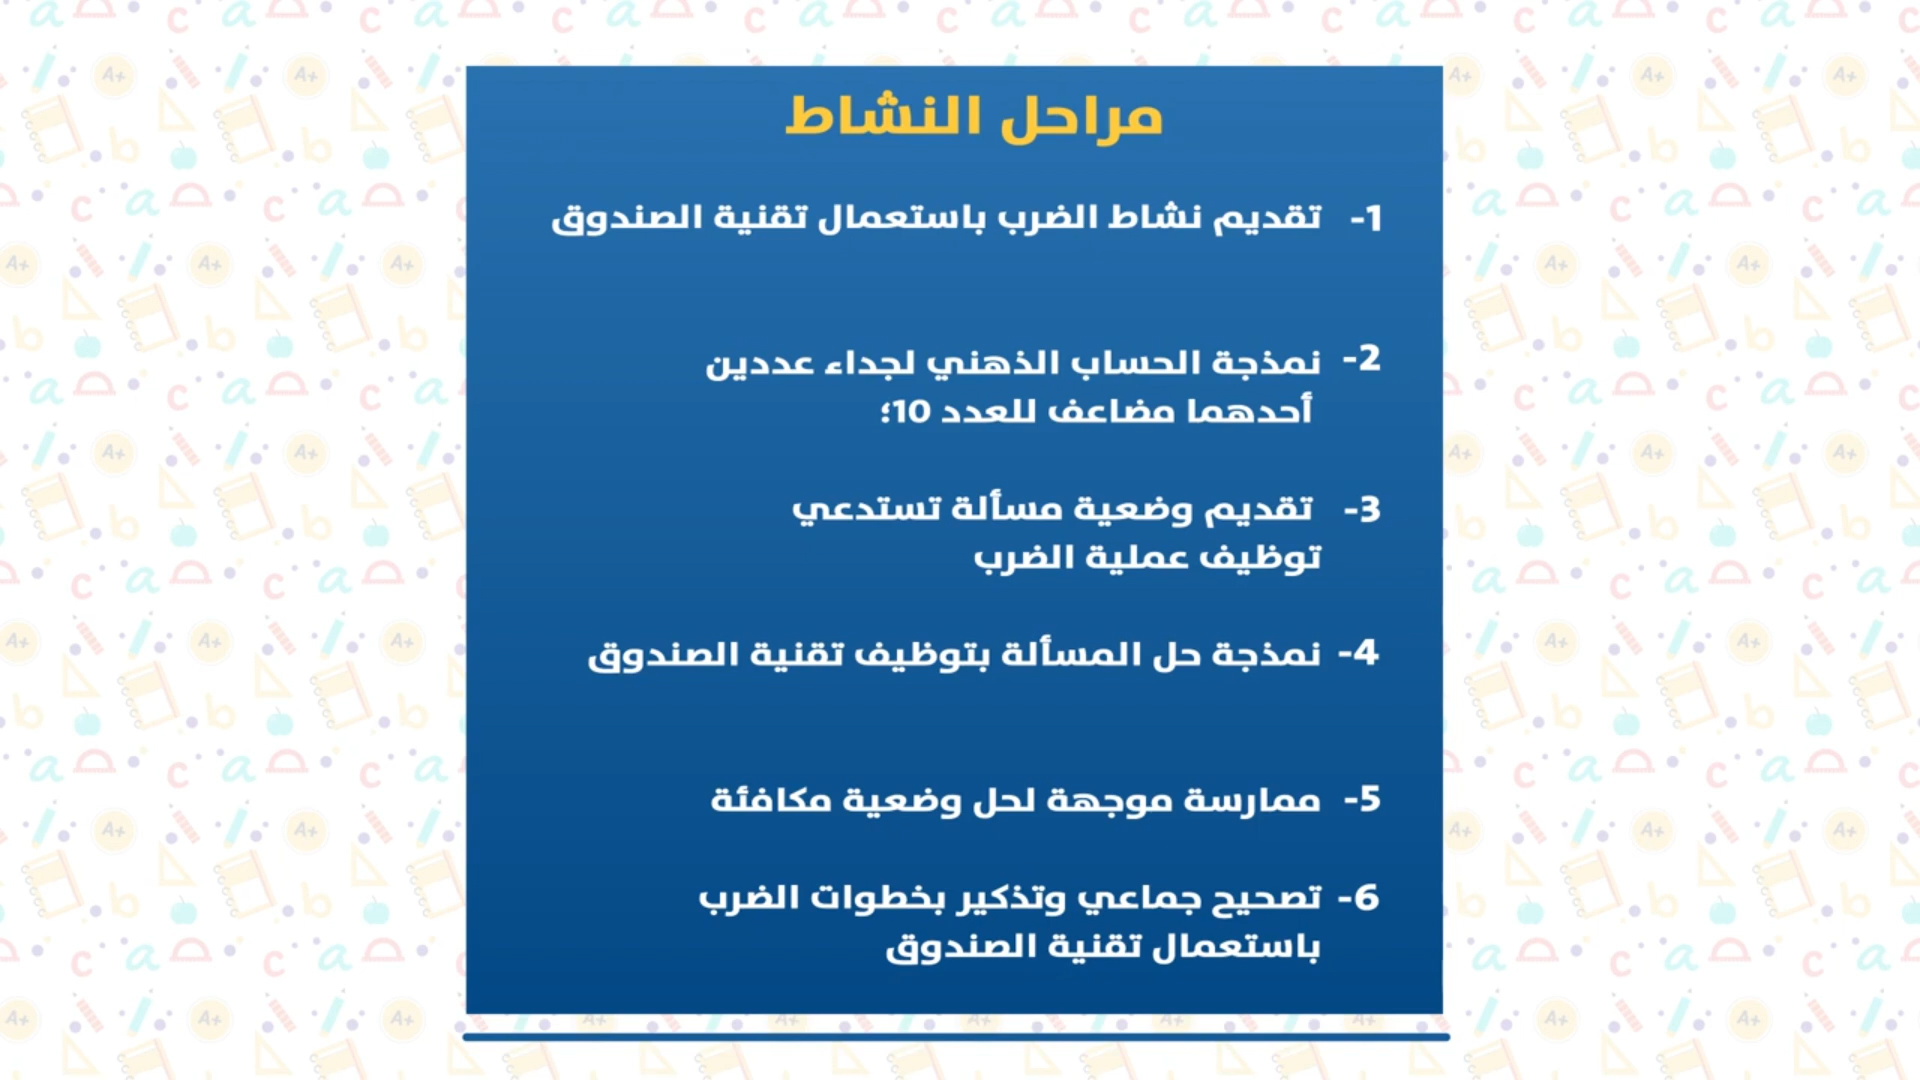 مراحل النشاط
1- تقديم نشاط الضرب باستعمال تقنية الصندوق
2- نمذجة الحساب الذهني لجداء عددين
أحدهما مضاعف للعدد 10؛
3- تقديم وضعية مسألة تستدعي
توظيف عملية الضرب
4- نمذجة حل المسألة بتوظيف تقنية الصندوق
5- ممارسة موجهة لحل وضعية مكافئة
6- تصحيح جماعي وتذكير بخطوات الضرب
باستعمال تقنية الصندوق